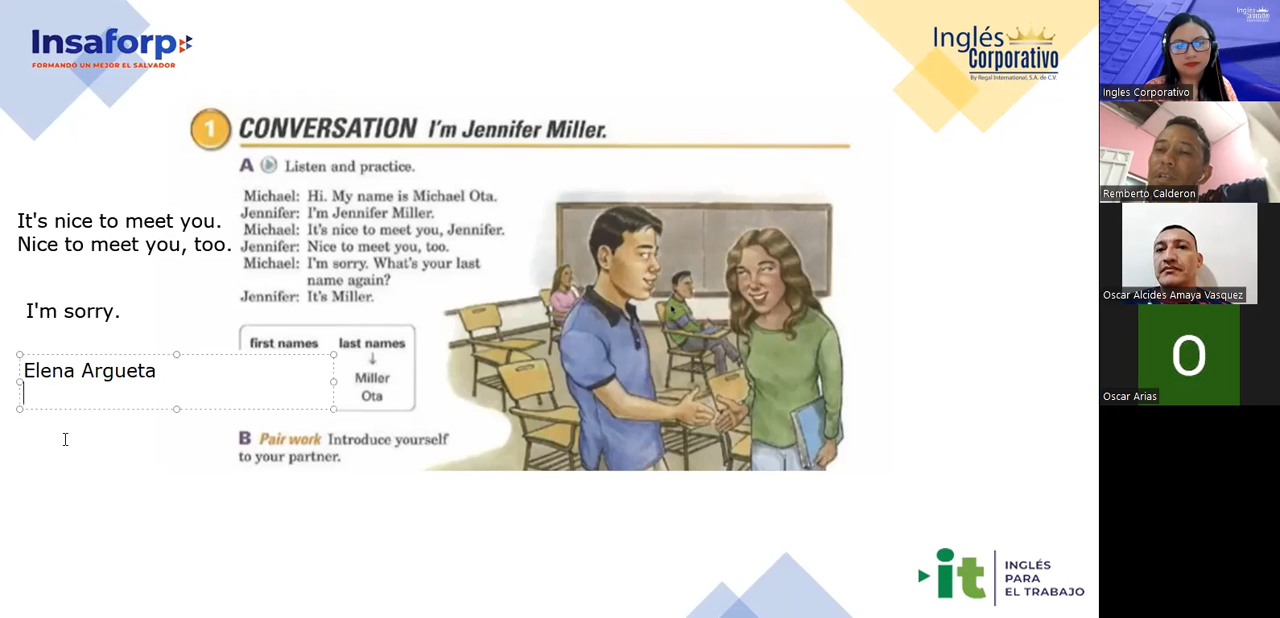 Insaforp
FORMANDO UN MEJOR EL SALVADOR
Inglés
Corporativo
By Regal International, S.A. de C.V.
1 CONVERSATION I'm Jennifer Miller.
A Listen and practice.
Michael: Hi. My name is Michael Ota.
Jennifer: I'm Jennifer Miller.
Michael: It's nice to meet you, Jennifer.
Jennifer: Nice to meet you, too.
Michael: I'm sorry. What's your last
name again?
Jennifer: It's Miller.
It's nice to meet you.
Nice to meet you, too.
I'm sorry.
first names last names
Miller
Ota
Elena Argueta
B Pair work Introduce yourself
to your partner.
it
INGLÉS
PARA
EL TRABAJO
Inglés
Corporativo
Ingles Corporativo
Remberto Calderon
Oscar Alcides Amaya Vasquez
O
Oscar Arias